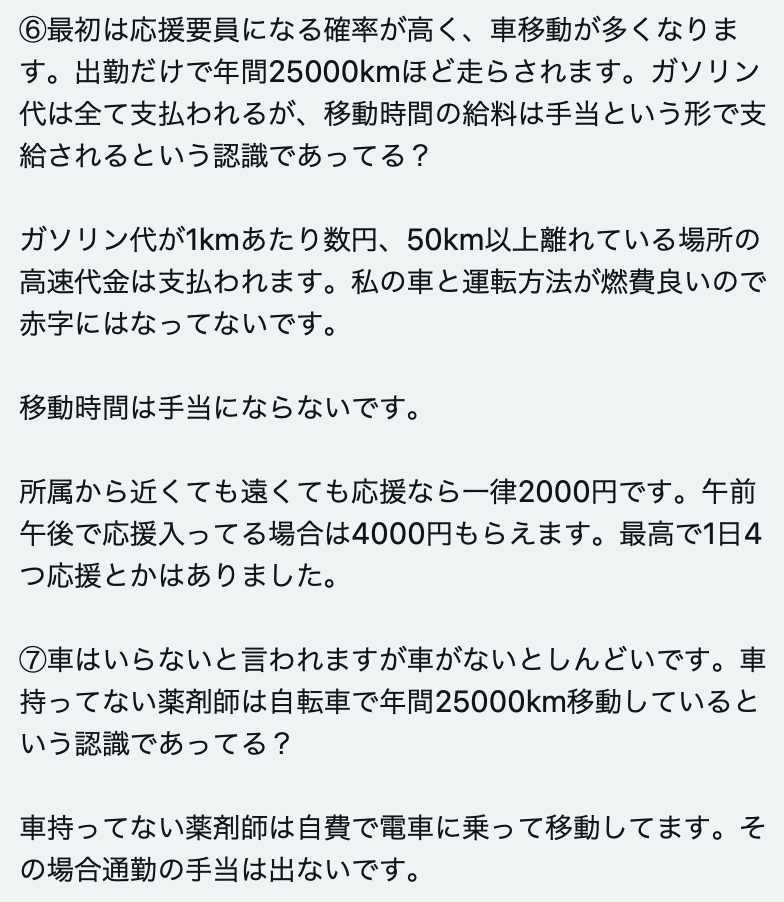 ⑥最初は応援要員になる確率が高く、車移動が多くなりま
す。出勤だけで年間25000kmほど走らされます。ガソリン
代は全て支払われるが、移動時間の給料は手当という形で支
給されるという認識であってる？
ガソリン代が1kmあたり数円、50km以上離れている場所の
高速代金は支払われます。私の車と運転方法が燃費良いので
赤字にはなってないです。
移動時間は手当にならないです。
所属から近くても遠くても応援なら一律2000円です。午前
午後で応援入ってる場合は4000円もらえます。最高で1日4
つ応援とかはありました。
⑦車はいらないと言われますが車がないとしんどいです。車
持ってない薬剤師は自転車で年間25000km移動していると
いう認識であってる？
車持ってない薬剤師は自費で電車に乗って移動してます。そ
の場合通勤の手当は出ないです。